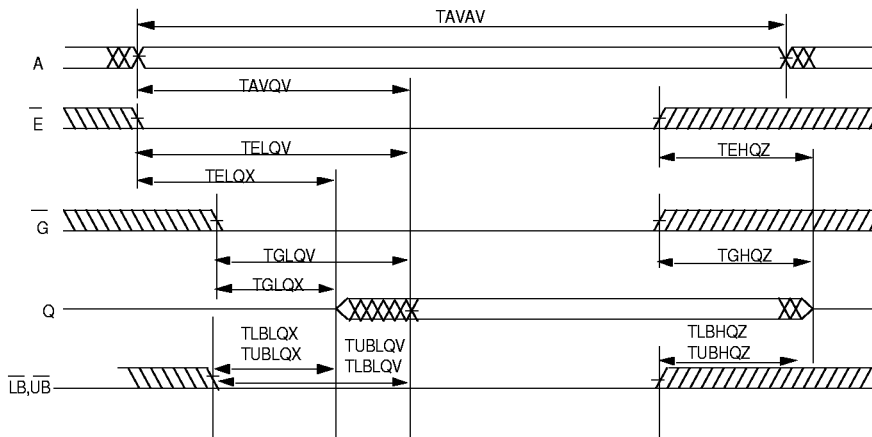 TAVAV
A
TAVQV
E
TELQV
TEHQZ
TELQX
G
TGLQV
TGHQZ
TGLQX
Q
TLBLQX
TUBLQX
TUBLQV
TLBLQV
TLBHQZ
TUBHQZ
LB,UB